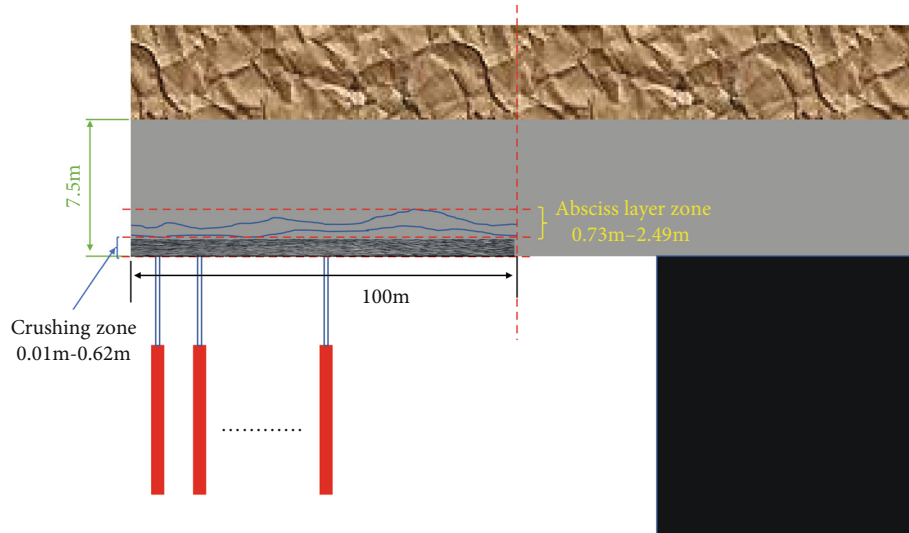 7.5m
Absciss layer zone
0.73m–2.49m
100m
Crushing zone
0.01m-0.62m
............